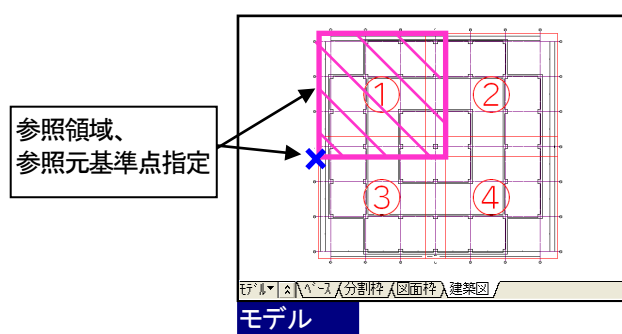 参照領域、
参照元基準点指定
① ②
③ ④
ﾓﾃﾞﾙ▼ ベース 分割枠 図面枠 建築図
モデル